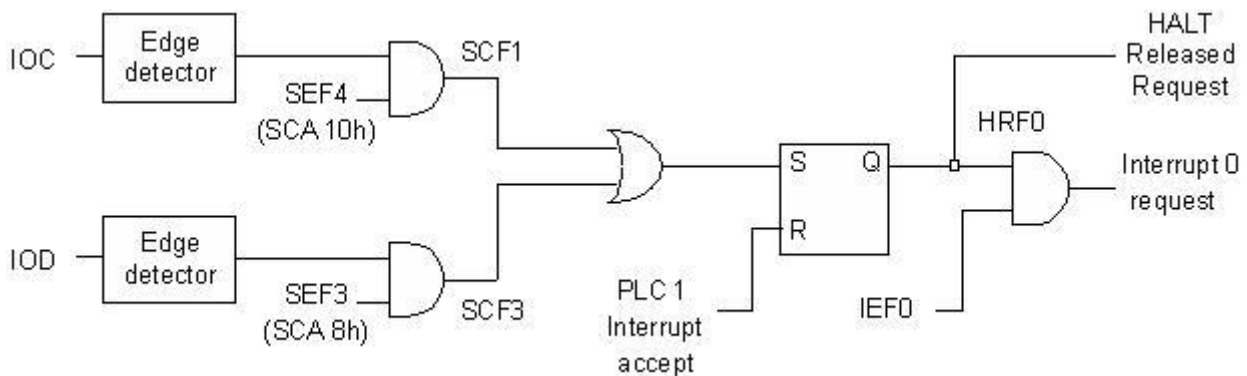 IOC
Edge
detector
SEF4
(SCA 10h)
SCF1
IOD
Edge
detector
SEF3
(SCA 8h)
SCF3
S
Q
R
PLC 1
Interrupt
accept
HALT
Released
Request
HRF0
IEF0
Interrupt 0
request